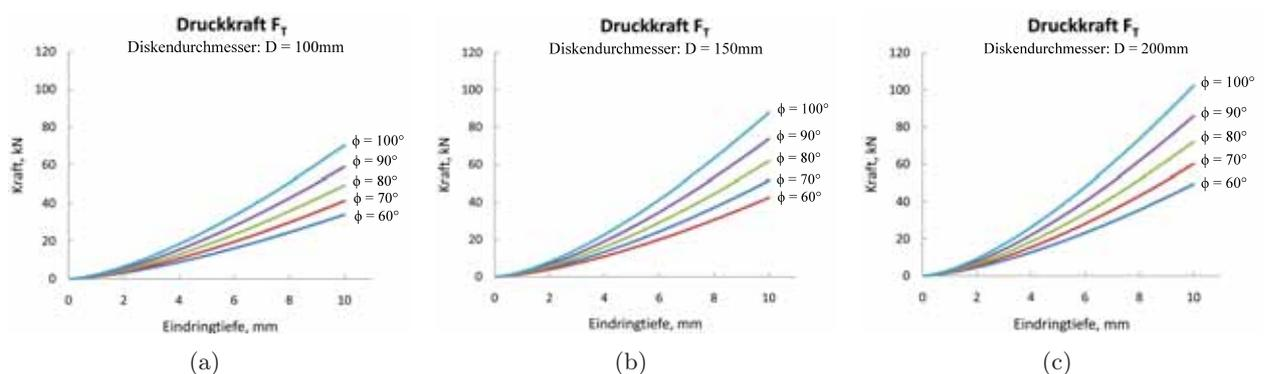 Druckkraft F_T
Diskendurchmesser: D = 100mm
Kraft, kN
120
100
80
60
40
20
0
ϕ = 100°
ϕ = 90°
ϕ = 80°
ϕ = 70°
ϕ = 60°
0 2 4 6 8 10
Eindringtiefe, mm
(a)
Druckkraft F_T
Diskendurchmesser: D = 150mm
Kraft, kN
120
100
80
60
40
20
0
ϕ = 100°
ϕ = 90°
ϕ = 80°
ϕ = 70°
ϕ = 60°
0 2 4 6 8 10
Eindringtiefe, mm
(b)
Druckkraft F_T
Diskendurchmesser: D = 200mm
Kraft, kN
120
100
80
60
40
20
0
ϕ = 100°
ϕ = 90°
ϕ = 80°
ϕ = 70°
ϕ = 60°
0 2 4 6 8 10
Eindringtiefe, mm
(c)